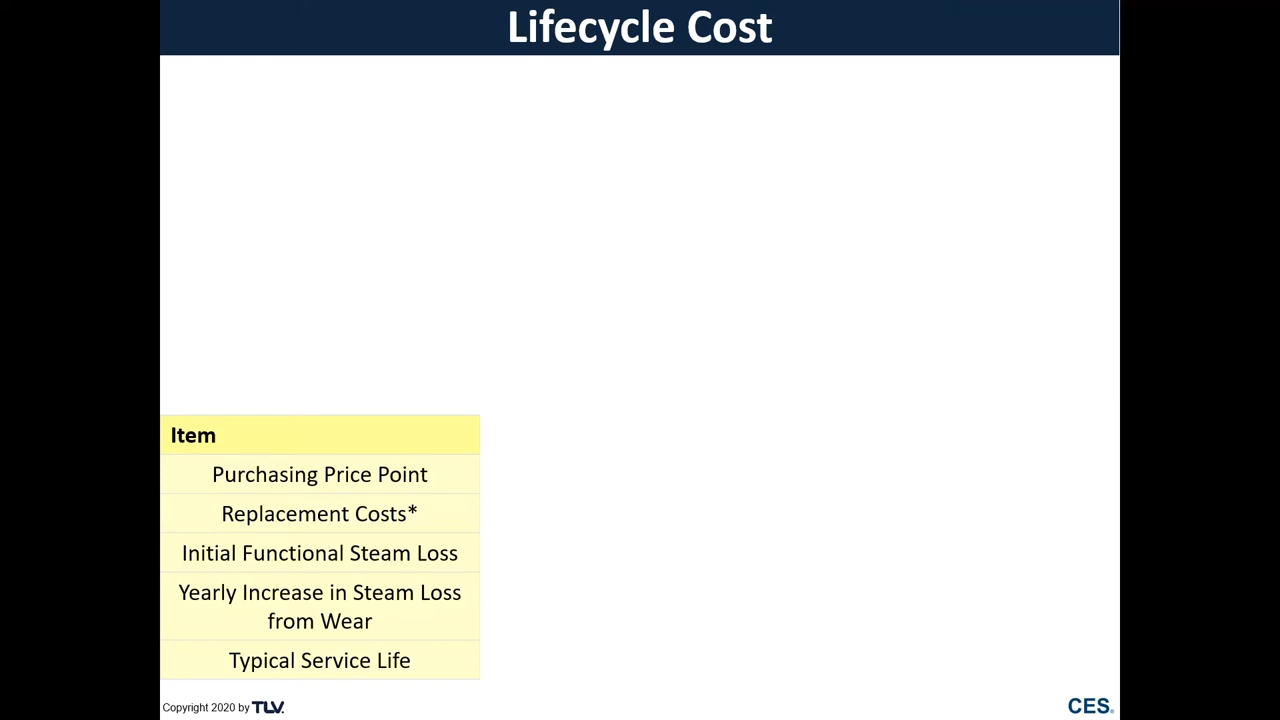 Lifecycle Cost
Item
Purchasing Price Point
Replacement Costs*
Initial Functional Steam Loss
Yearly Increase in Steam Loss
from Wear
Typical Service Life
Copyright 2020 by TLV.
CES®